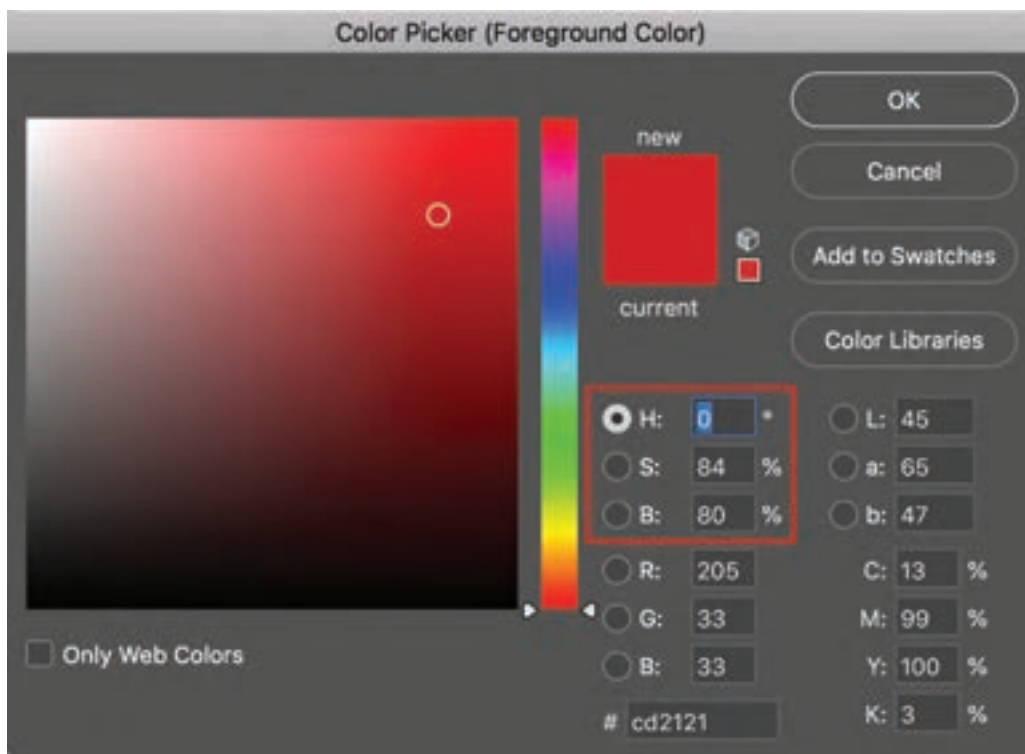 Color Picker (Foreground Color)
new
current
OK
Cancel
Add to Swatches
Color Libraries
H: 0 °
S: 84 %
B: 80 %
R: 205
G: 33
B: 33
# cd2121
L: 45
a: 65
b: 47
C: 13 %
M: 99 %
Y: 100 %
K: 3 %
Only Web Colors